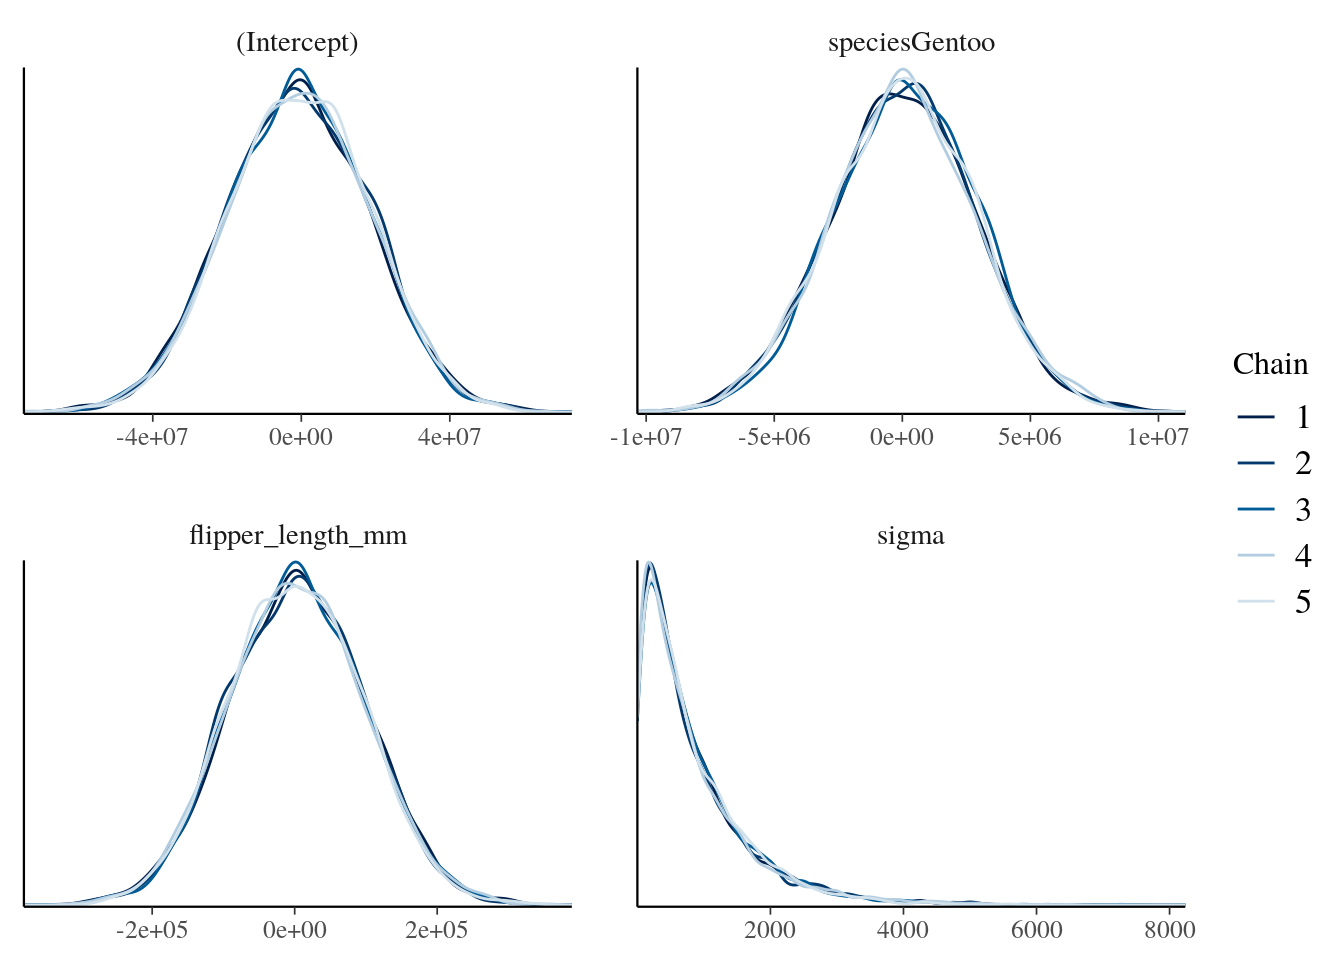 (Intercept)
speciesGentoo
-4e+07 0e+00 4e+07
-1e+07 -5e+06 0e+00 5e+06 1e+07
flipper_length_mm
sigma
-2e+05 0e+00 2e+05
2000 4000 6000 8000
Chain
1
2
3
4
5